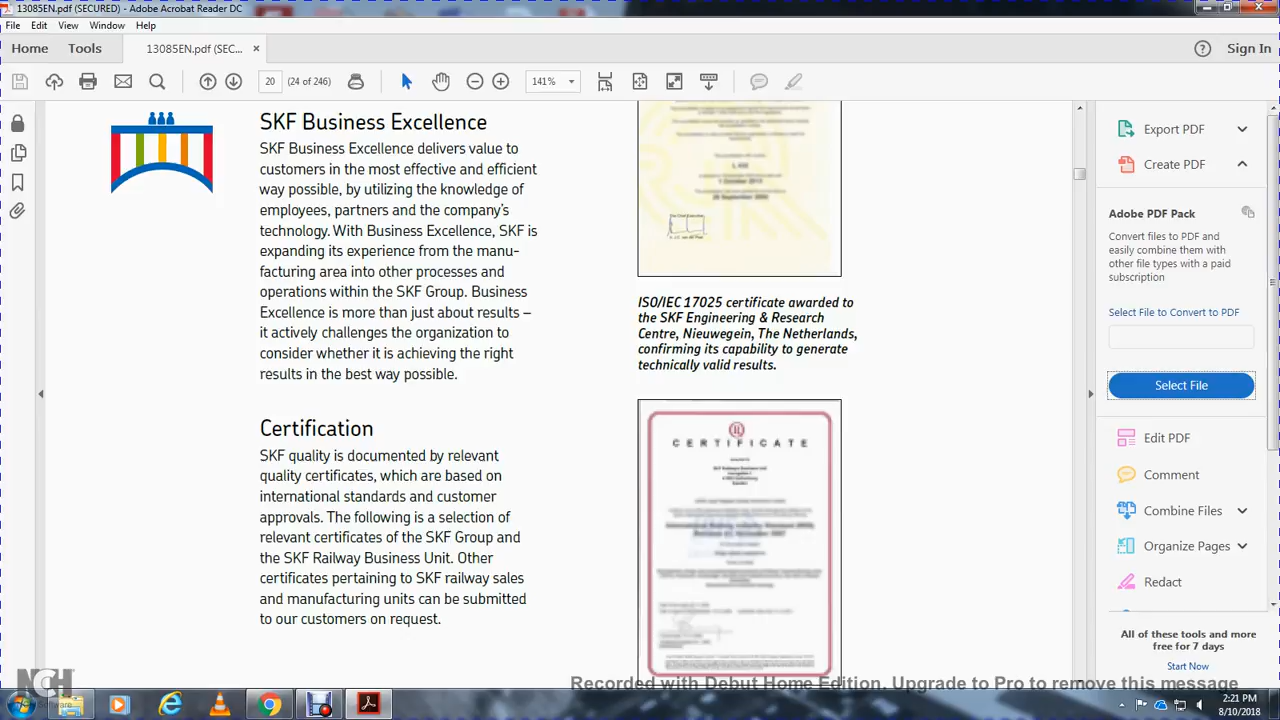 13085EN.pdf (SECURED) - Adobe Acrobat Reader DC
File Edit View Window Help
Home Tools 13085EN.pdf (SEC... × Sign In
20 (24 of 246) 141%
SKF Business Excellence
SKF Business Excellence delivers value to
customers in the most effective and efficient
way possible, by utilizing the knowledge of
employees, partners and the company's
technology. With Business Excellence, SKF is
expanding its experience from the manu-
facturing area into other processes and
operations within the SKF Group. Business
Excellence is more than just about results –
it actively challenges the organization to
consider whether it is achieving the right
results in the best way possible.
Certification
SKF quality is documented by relevant
quality certificates, which are based on
international standards and customer
approvals. The following is a selection of
relevant certificates of the SKF Group and
the SKF Railway Business Unit. Other
certificates pertaining to SKF railway sales
and manufacturing units can be submitted
to customers on request.
ISO/IEC 17025 certificate awarded to
the SKF Engineering & Research
Centre, Nieuwegein, The Netherlands,
confirming its capability to generate
technically valid results.
CERTIFICATE
Export PDF
Create PDF
Adobe PDF Pack
Convert files to PDF and
easily combine them with
other file types with a paid
subscription
Select File to Convert to PDF
Select File
Edit PDF
Comment
Combine Files
Organize Pages
Redact
All of these tools and more
free for 7 days
Start Now
Recorded with Debut Home Edition. Upgrade to Pro to remove this message
2:21 PM
8/10/2018